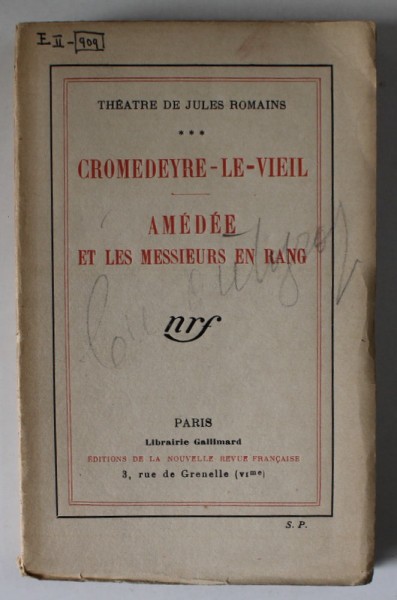 E II - 909
THÉATRE DE JULES ROMAINS
***
CROMEDEYRE-LE-VIEIL
AMÉDÉE
ET LES MESSIEURS EN RANG
nrf
PARIS
Librairie Gallimard
ÉDITIONS DE LA NOUVELLE REVUE FRANÇAISE
3, rue de Grenelle (VIme)
S. P.